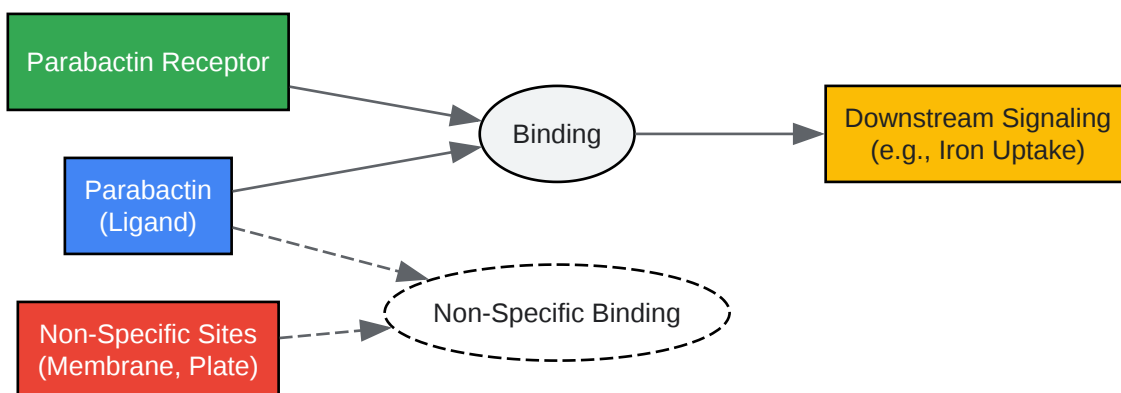 Parabactin Receptor
Parabactin
(Ligand)
Non-Specific Sites
(Membrane, Plate)
Binding
Non-Specific Binding
Downstream Signaling
(e.g., Iron Uptake)